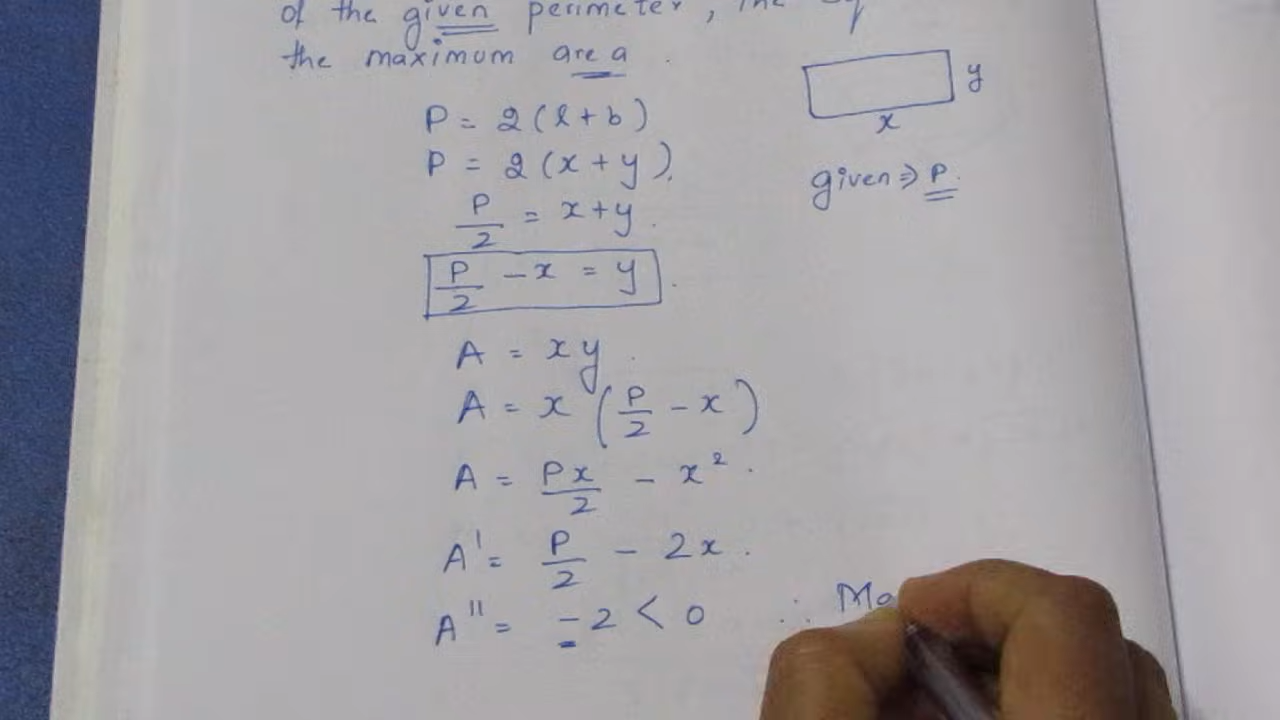 of the given perimeter, the
the maximum area.
y
x
given ⇒ P.
P = 2(l+b)
P = 2(x+y).
P/2 = x+y.
P/2 - x = y.
A = xy.
A = x (P/2 - x)
A = Px/2 - x².
A' = P/2 - 2x.
A'' = -2 < 0 ∴ Ma